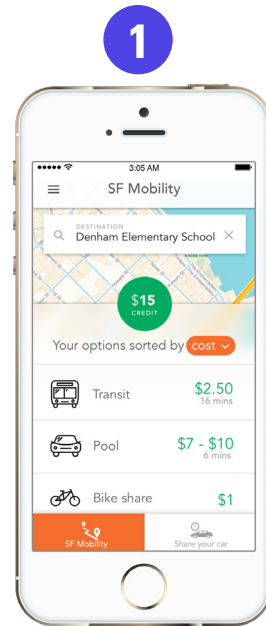 1
3:05 AM
SF Mobility
DESTINATION
Denham Elementary School
$15
CREDIT
Your options sorted by cost
Transit $2.50
16 mins
Pool $7 - $10
6 mins
Bike share $1
SF Mobility Share your car